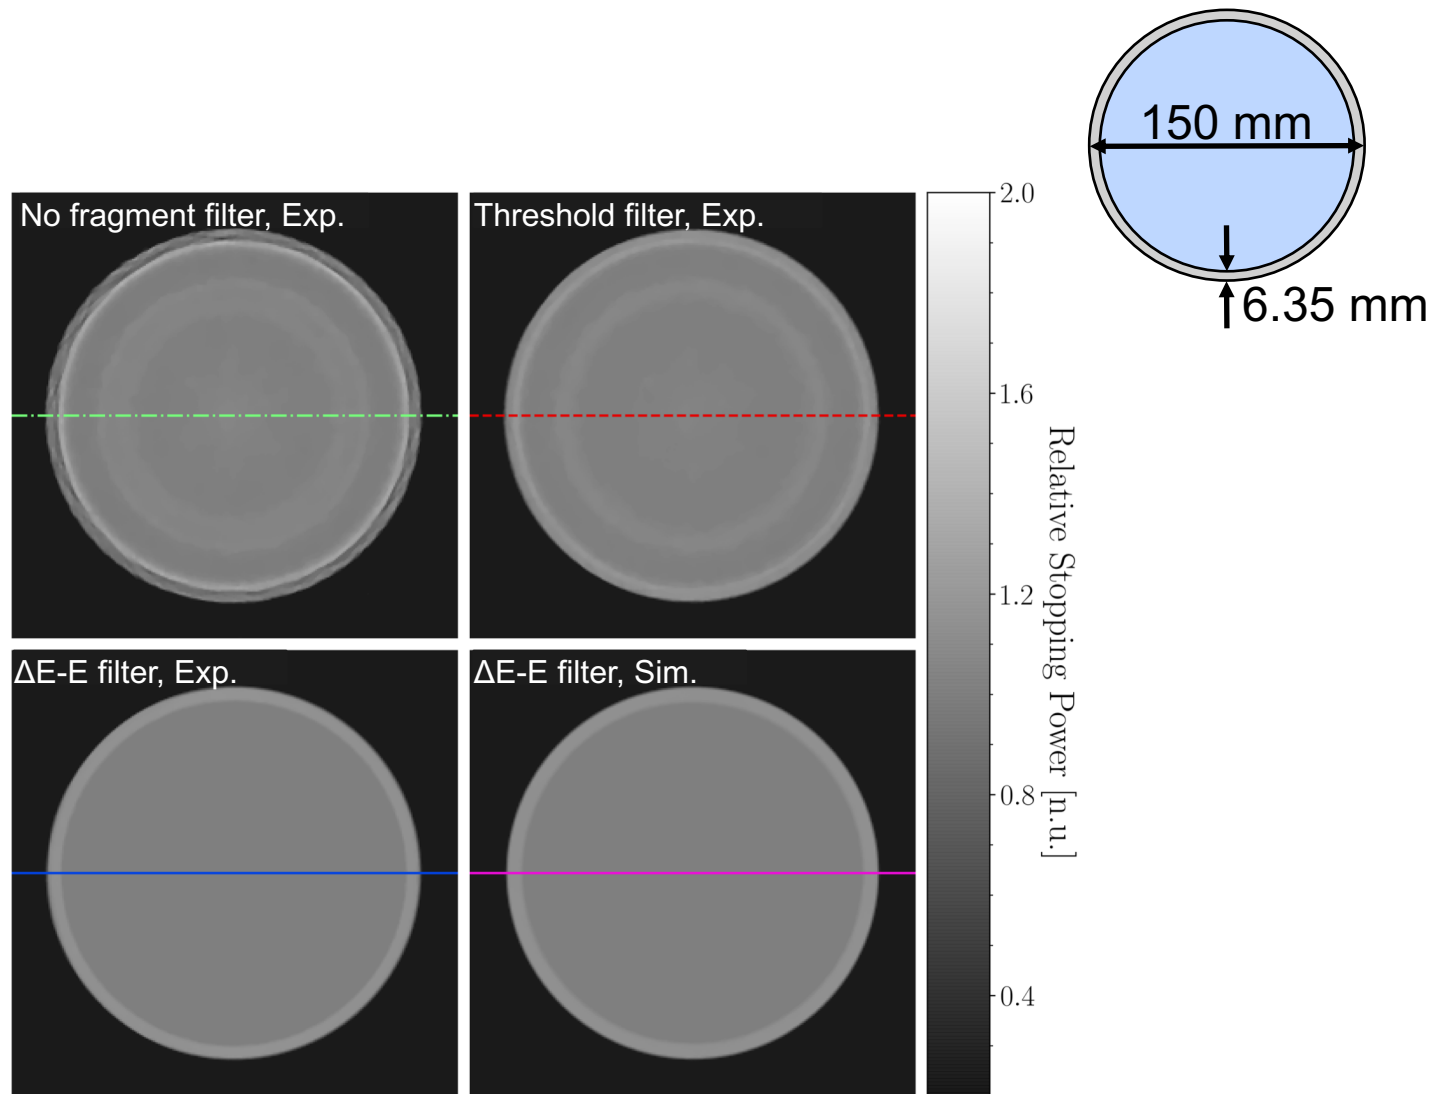 150 mm
6.35 mm
No fragment filter, Exp.
Threshold filter, Exp.
ΔE-E filter, Exp.
ΔE-E filter, Sim.
2.0
1.6
1.2
0.8
0.4
Relative Stopping Power [n.u.]